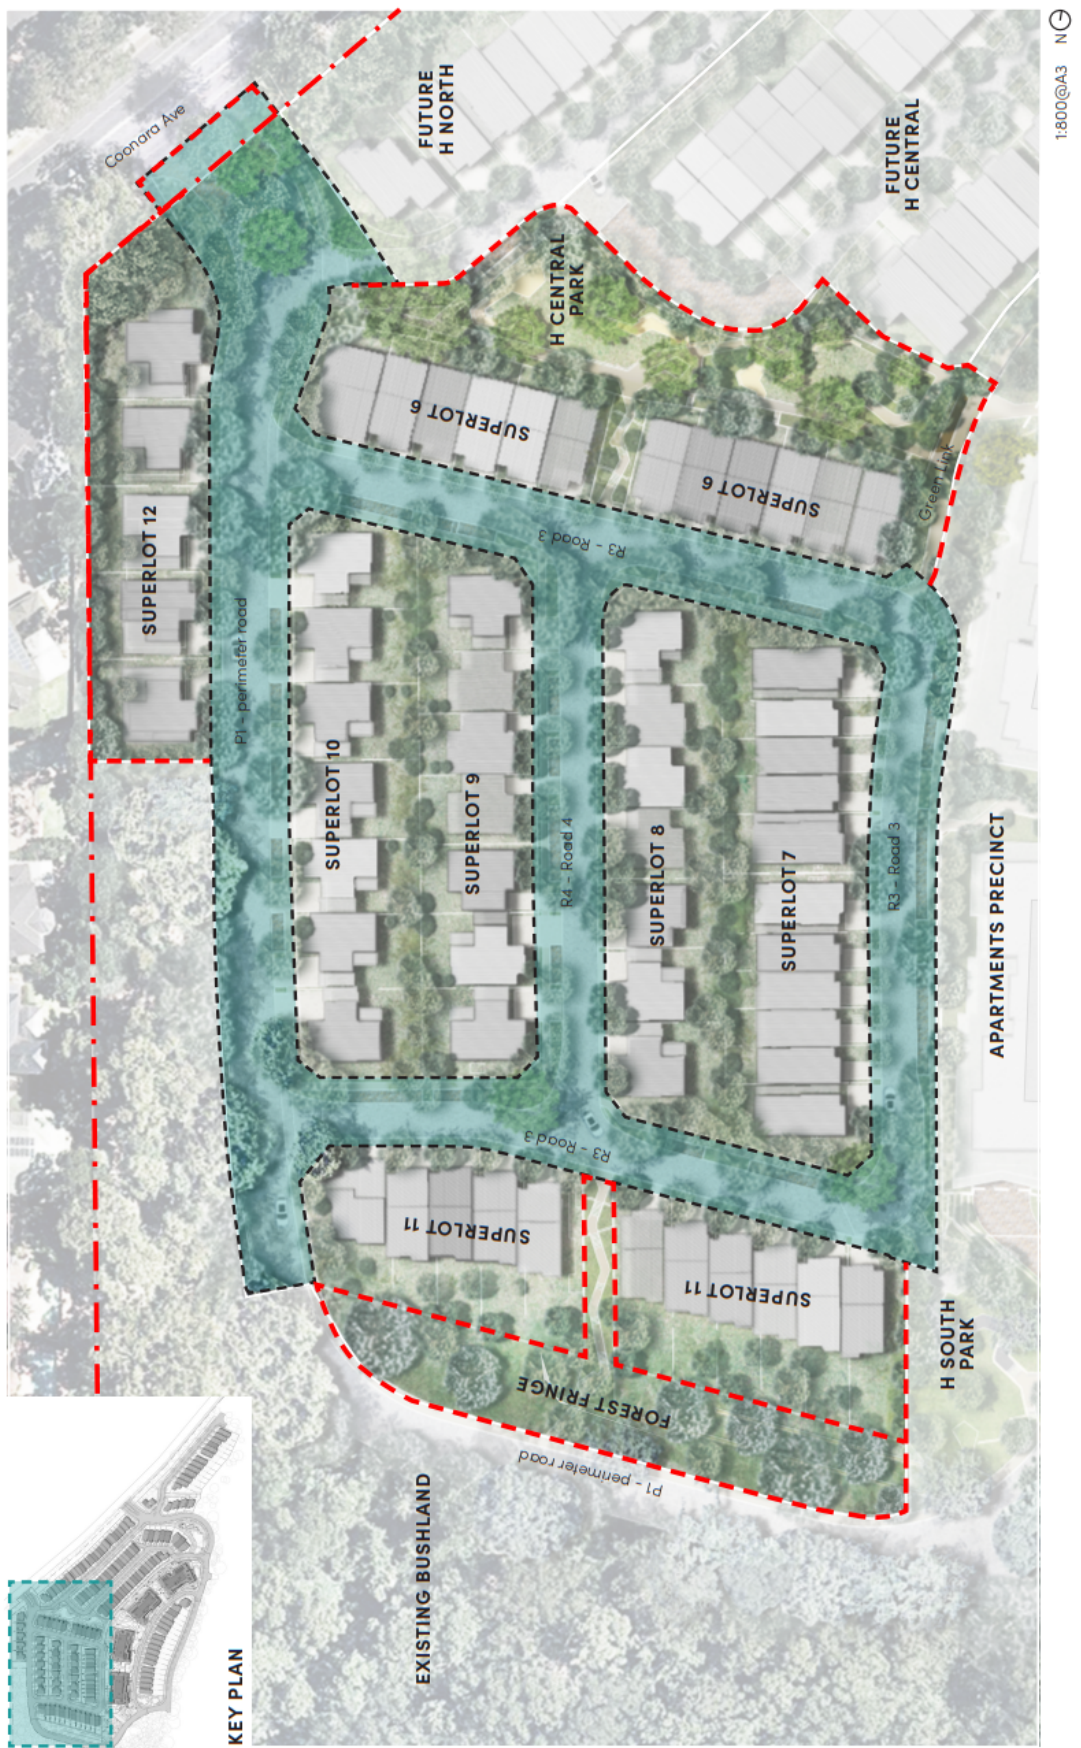 1:800@A3 N
Coonara Ave
FUTURE
H NORTH
FUTURE
H CENTRAL
H CENTRAL
PARK
SUPERLOT 6
SUPERLOT 6
Green Link
SUPERLOT 12
P1 - perimeter road
R3 - Road 3
SUPERLOT 10
SUPERLOT 9
R4 - Road 4
SUPERLOT 8
SUPERLOT 7
R3 - Road 3
APARTMENTS PRECINCT
R3 - Road 3
SUPERLOT 11
SUPERLOT 11
H SOUTH
PARK
FOREST FRINGE
P1 - perimeter road
EXISTING BUSHLAND
KEY PLAN